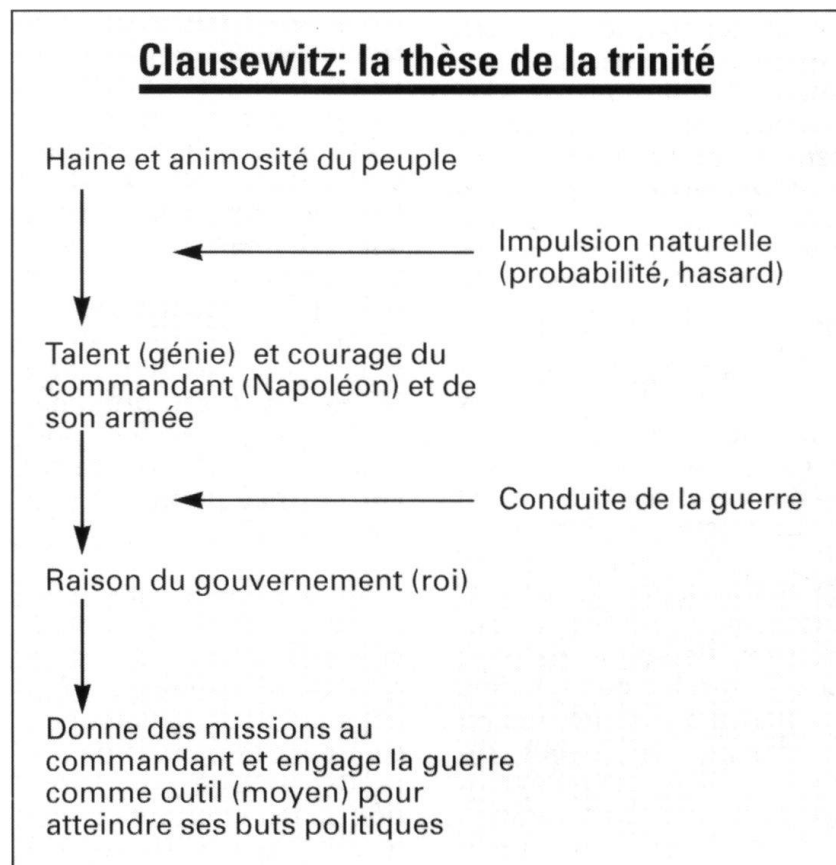 Clausewitz: la thèse de la trinité
Haine et animosité du peuple
Impulsion naturelle
(probabilité, hasard)
Talent (génie) et courage du
commandant (Napoléon) et de
son armée
Conduite de la guerre
Raison du gouvernement (roi)
Donne des missions au
commandant et engage la guerre
comme outil (moyen) pour
atteindre ses buts politiques